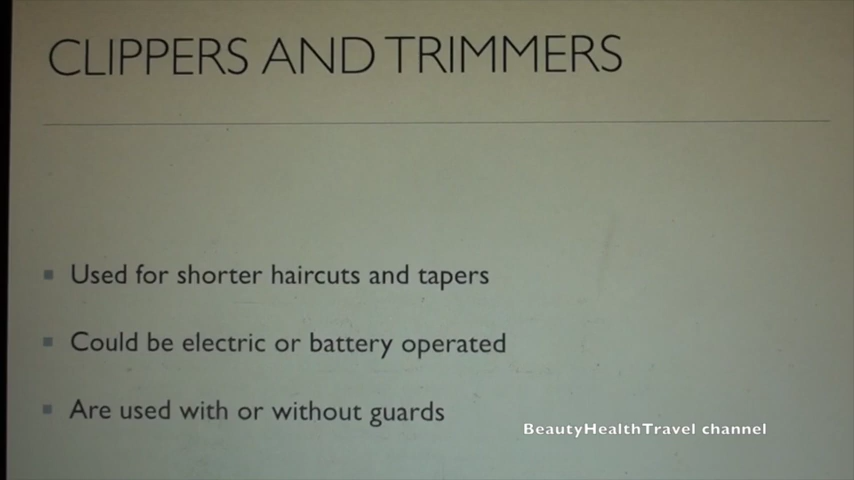 CLIPPERS AND TRIMMERS
Used for shorter haircuts and tapers
Could be electric or battery operated
Are used with or without guards
BeautyHealthTravel channel